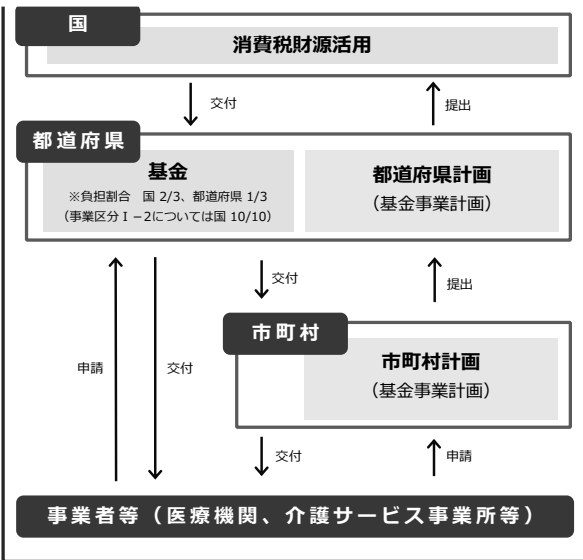 国
消費税財源活用
交付
提出
都道府県
基金
※負担割合　国 2/3、都道府県 1/3
（事業区分Ⅰ－2については国 10/10）
都道府県計画
（基金事業計画）
交付
提出
市町村
市町村計画
（基金事業計画）
申請
交付
交付
申請
事業者等（医療機関、介護サービス事業所等）